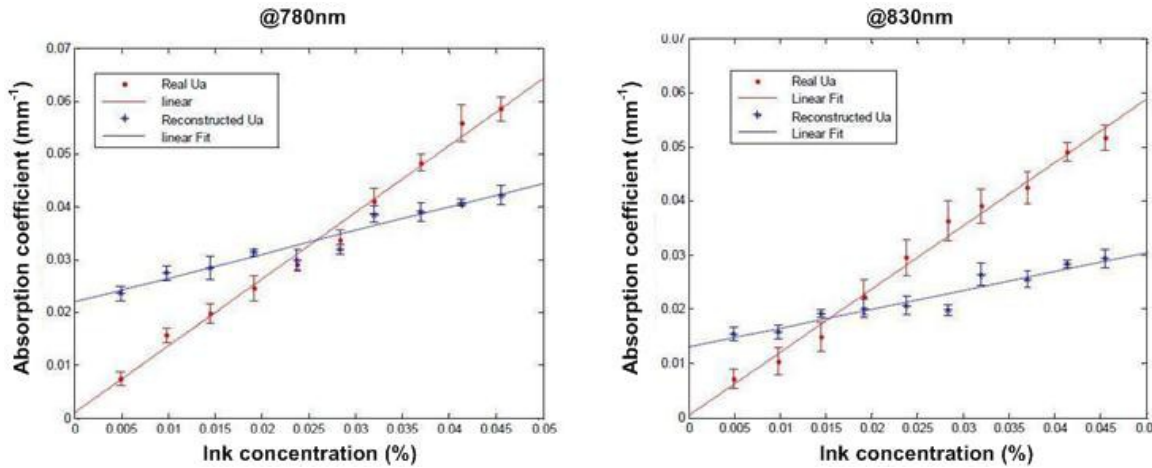 @780nm
0.07
0.06
0.05
0.04
0.03
0.02
0.01
0
Absorption coefficient (mm⁻¹)
Real Ua
linear
Reconstructed Ua
linear Fit
0 0.005 0.01 0.015 0.02 0.025 0.03 0.035 0.04 0.045 0.05
Ink concentration (%)
@830nm
0.07
0.06
0.05
0.04
0.03
0.02
0.01
0
Absorption coefficient (mm⁻¹)
Real Ua
Linear Fit
Reconstructed Ua
Linear Fit
0 0.005 0.01 0.015 0.02 0.025 0.03 0.035 0.04 0.045 0.0
Ink concentration (%)